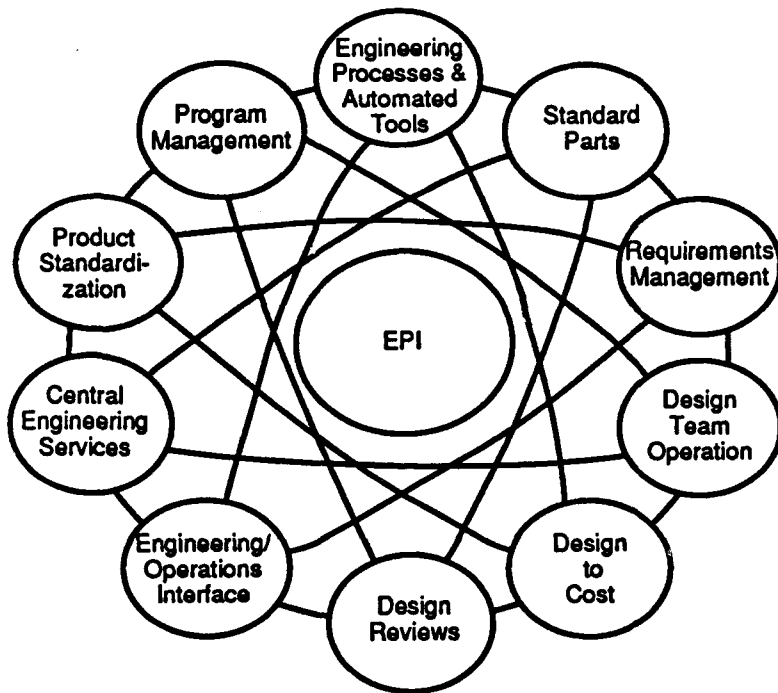 Engineering
Processes &
Automated
Tools
Program
Management
Standard
Parts
Product
Standardi-
zation
Requirements
Management
EPI
Central
Engineering
Services
Design
Team
Operation
Engineering/
Operations
Interface
Design
to
Cost
Design
Reviews